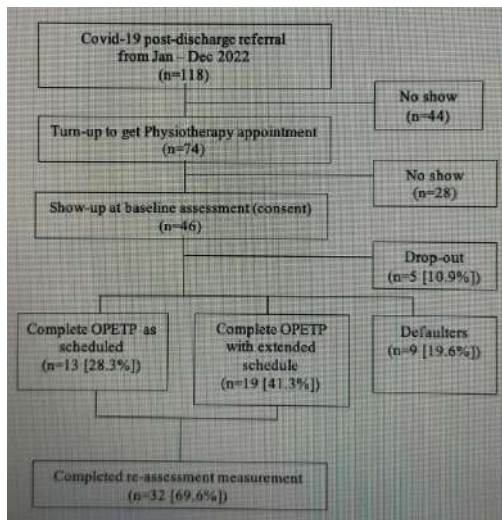 Covid-19 post-discharge referral
from Jan – Dec 2022
(n=118)
No show
(n=44)
Turn-up to get Physiotherapy appointment
(n=74)
No show
(n=28)
Show-up at baseline assessment (consent)
(n=46)
Drop-out
(n=5 [10.9%])
Complete OPETP as
scheduled
(n=13 [28.3%])
Complete OPETP
with extended
schedule
(n=19 [41.3%])
Defaulters
(n=9 [19.6%])
Completed re-assessment measurement
(n=32 [69.6%])